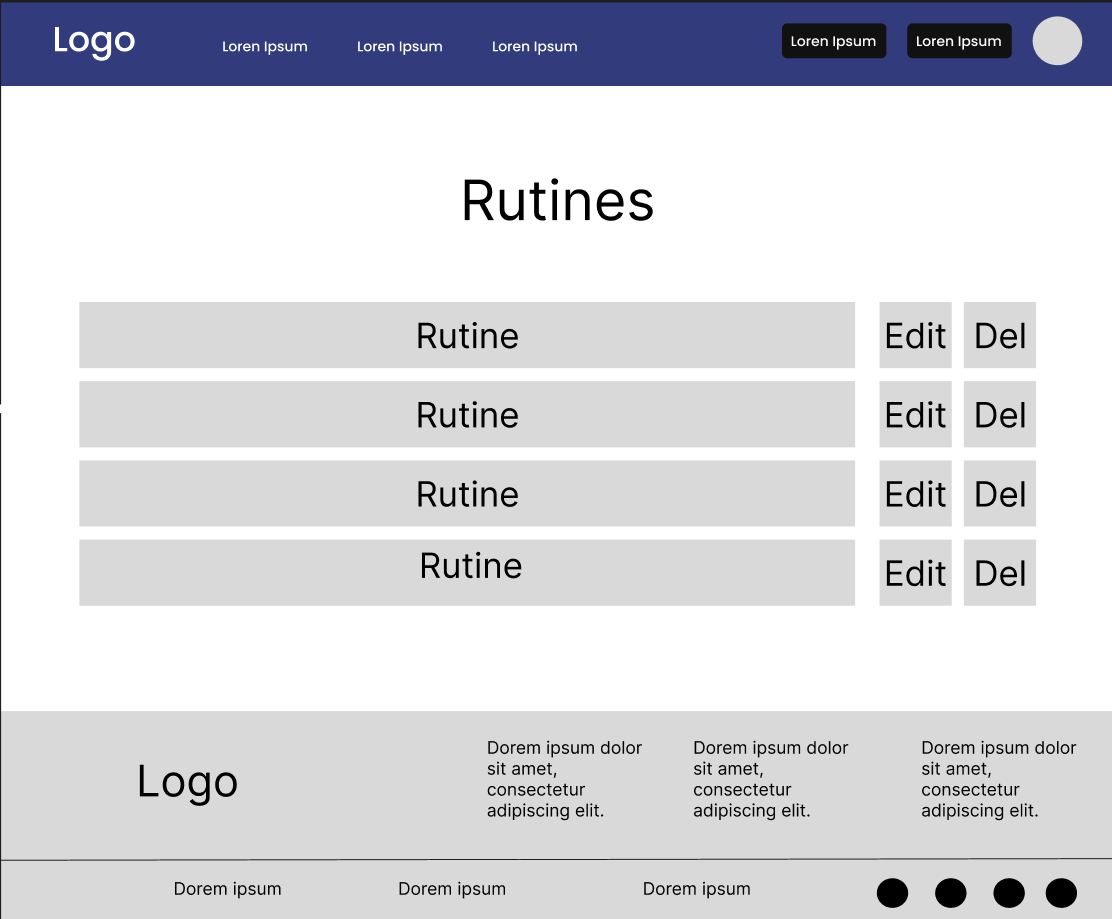 Logo
Loren Ipsum
Loren Ipsum
Loren Ipsum
Loren Ipsum
Loren Ipsum
Rutines
Rutine
Edit
Del
Rutine
Edit
Del
Rutine
Edit
Del
Rutine
Edit
Del
Logo
Dorem ipsum dolor
sit amet,
consectetur
adipiscing elit.
Dorem ipsum dolor
sit amet,
consectetur
adipiscing elit.
Dorem ipsum dolor
sit amet,
consectetur
adipiscing elit.
Dorem ipsum
Dorem ipsum
Dorem ipsum